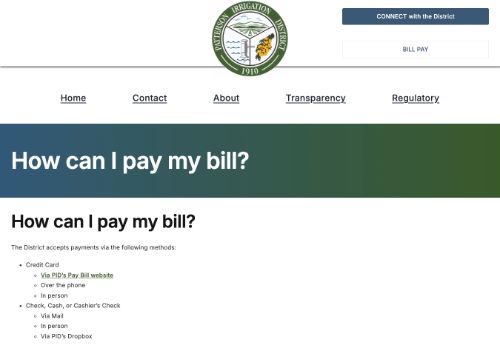 PATTERSON IRRIGATION DISTRICT
1910
CONNECT with the District
BILL PAY
Home Contact About Transparency Regulatory
How can I pay my bill?
How can I pay my bill?
The District accepts payments via the following methods:
Credit Card
Via PID's Pay Bill website
Over the phone
In person
Check, Cash, or Cashier's Check
Via Mail
In person
Via PID's Dropbox